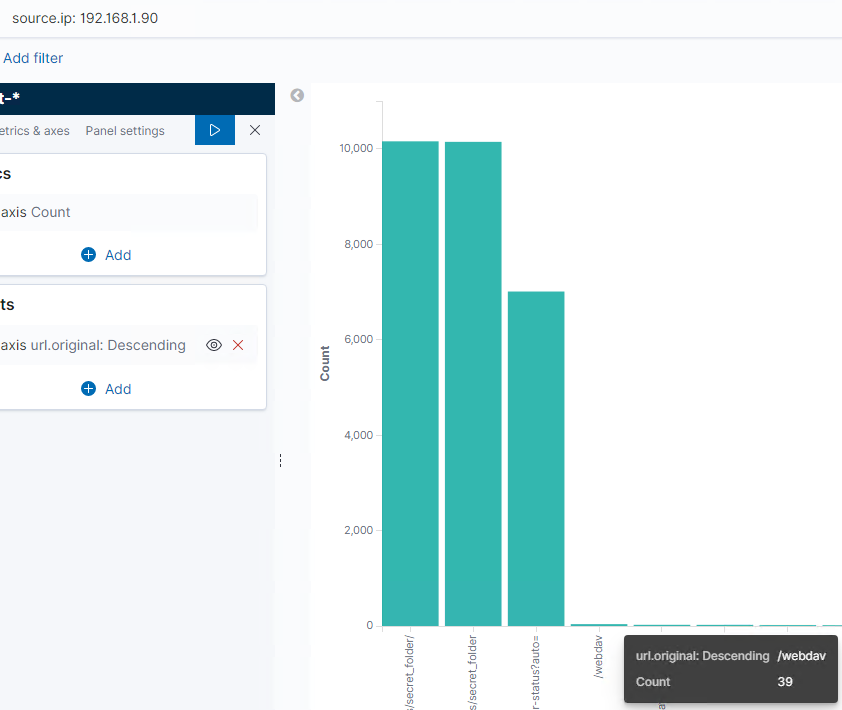 source.ip: 192.168.1.90
Add filter
t-*
etrics & axes Panel settings
cs
axis Count
Add
ts
axis url.original: Descending
Add
Count
10,000
8,000
6,000
4,000
2,000
0
s/secret_folder/
s/secret_folder
r-status?auto=
/webdav
url.original: Descending /webdav
Count 39